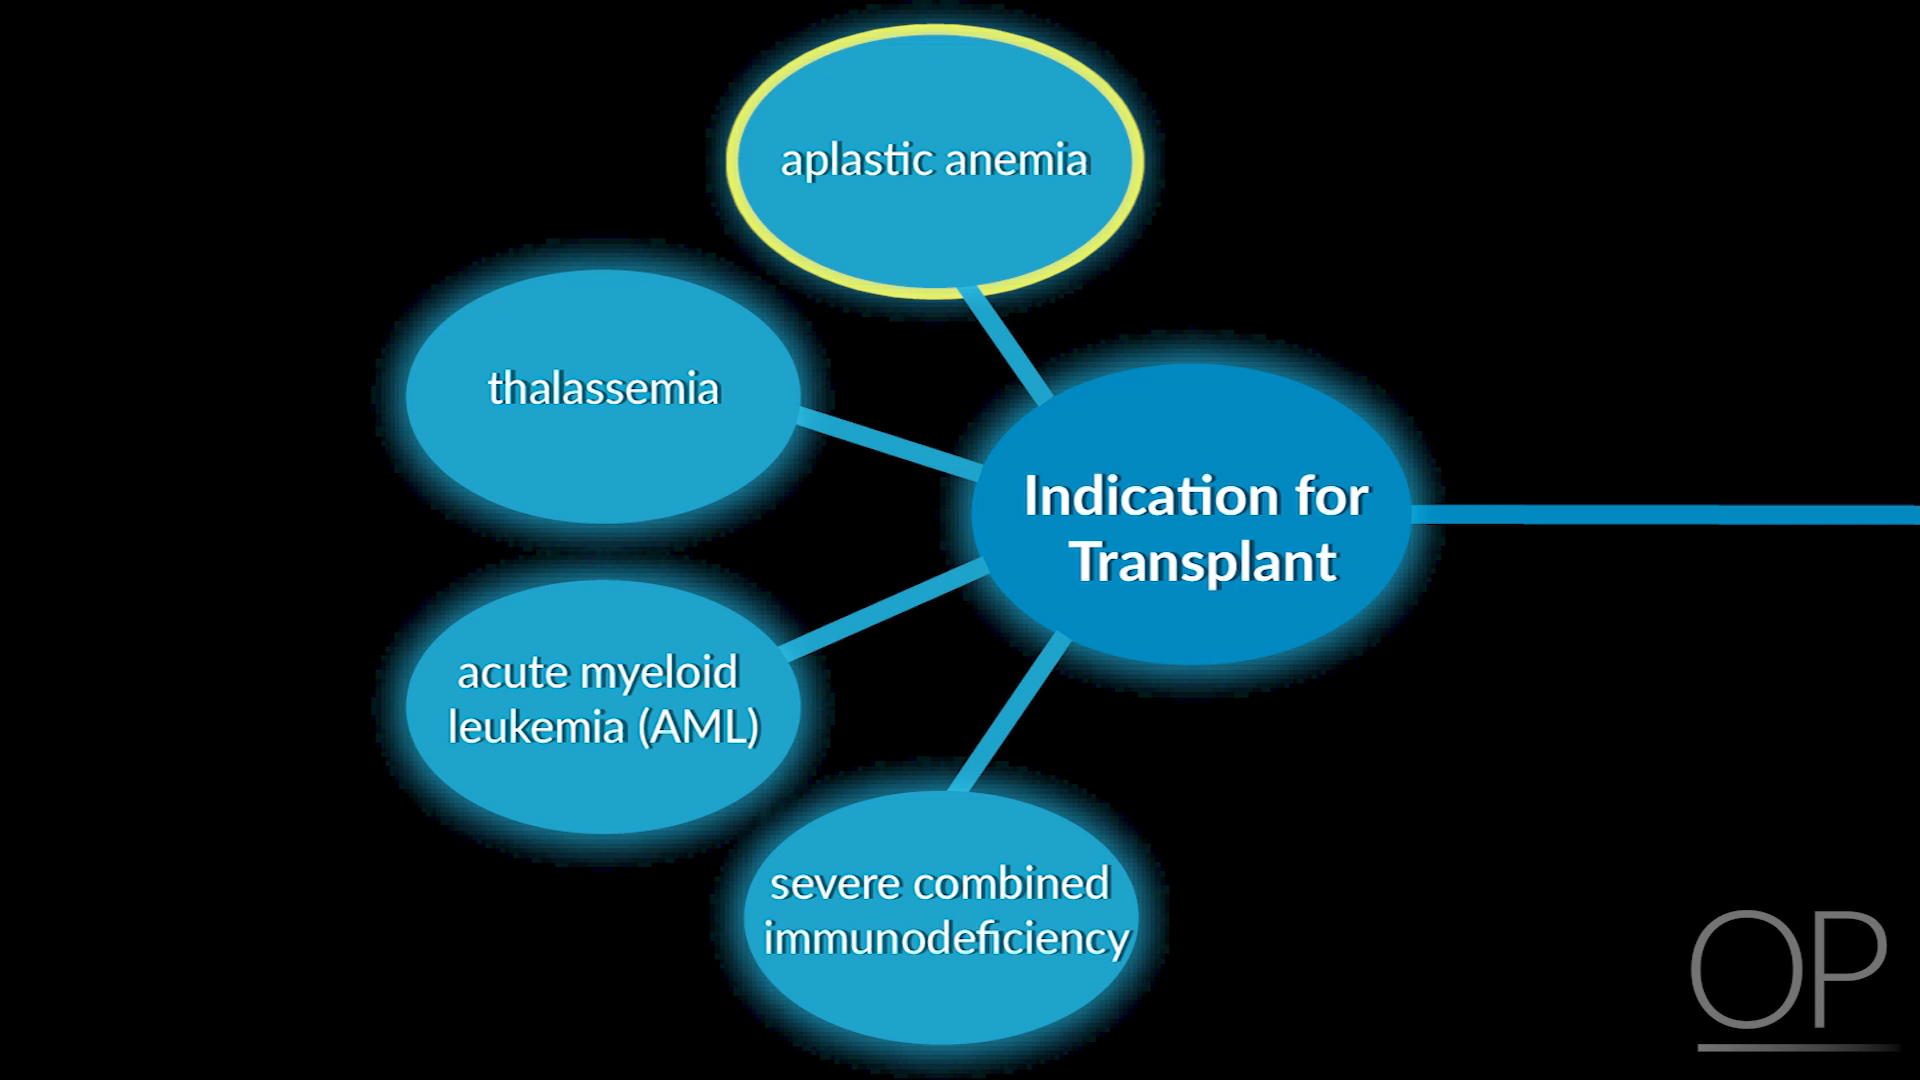 aplastic anemia
thalassemia
Indication for
Transplant
acute myeloid
leukemia (AML)
severe combined
immunodeficiency
OP